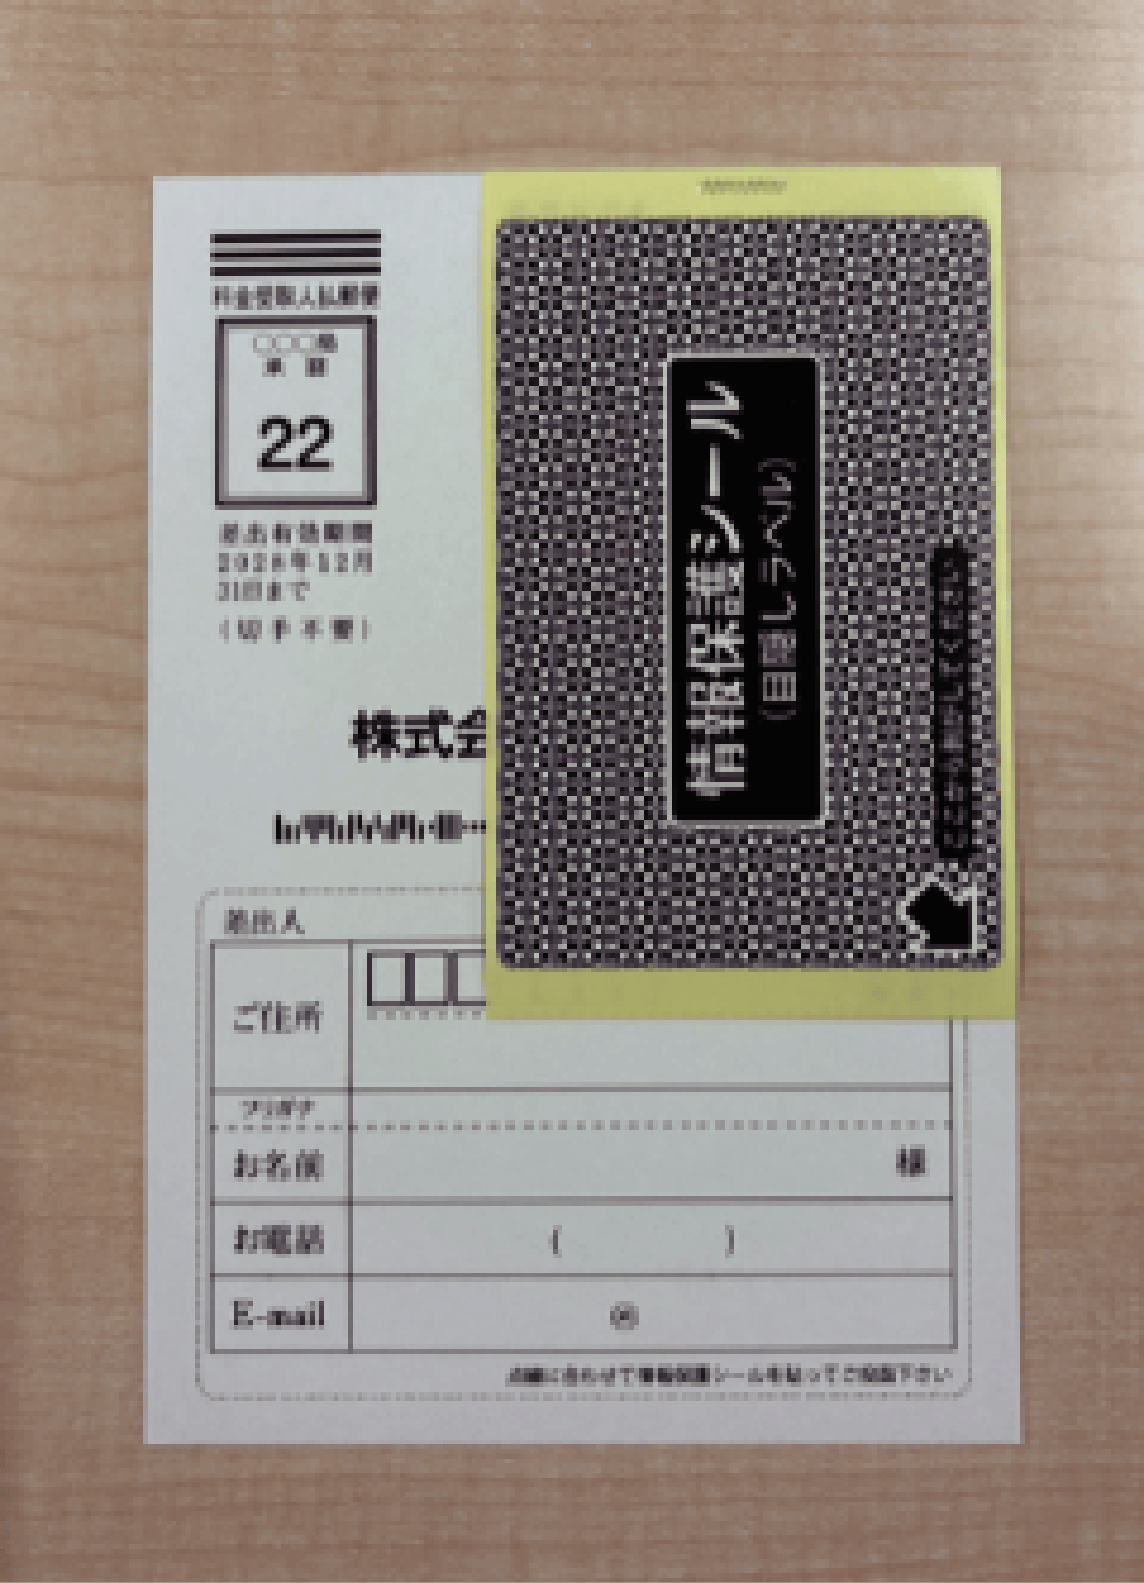 料金受取人払郵便
〇〇〇局
承認
22
差出有効期間
2028年12月
31日まで
(切手不要)
株式会
差出人
ご住所
フリガナ
お名前
様
お電話
( )
E-mail
@
点線に合わせて情報保護シールを貼ってご投函下さい
情報保護シール
(目隠しラベル)